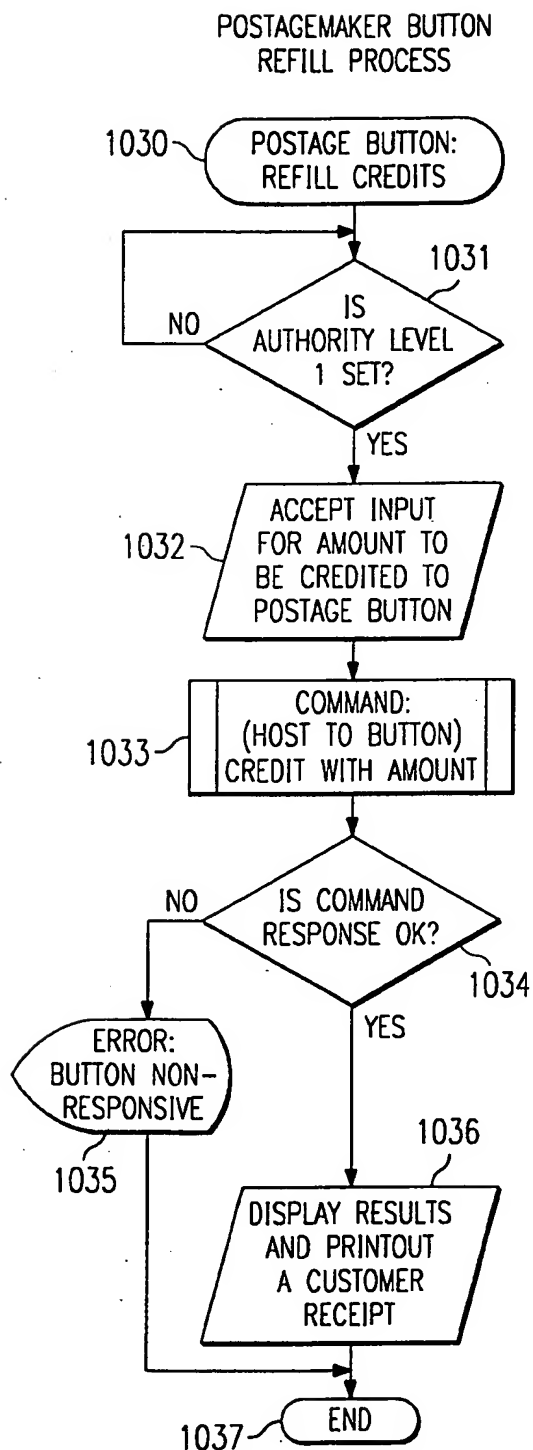 POSTAGEMAKER BUTTON
REFILL PROCESS
1030
POSTAGE BUTTON:
REFILL CREDITS
1031
IS
AUTHORITY LEVEL
1 SET?
NO
YES
1032
ACCEPT INPUT
FOR AMOUNT TO
BE CREDITED TO
POSTAGE BUTTON
1033
COMMAND:
(HOST TO BUTTON)
CREDIT WITH AMOUNT
NO
IS COMMAND
RESPONSE OK?
1034
YES
ERROR:
BUTTON NON-
RESPONSIVE
1035
1036
DISPLAY RESULTS
AND PRINTOUT
A CUSTOMER
RECEIPT
END
1037